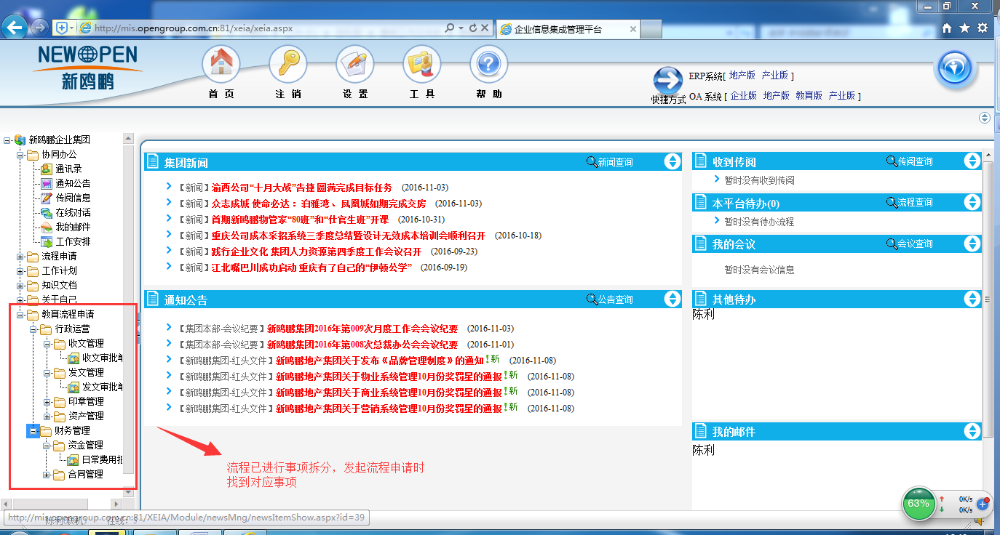 http://mis.opengroup.com.cn:81/xeia/xeia.aspx
企业信息集成管理平台
NEW OPEN
新鸥鹏
首 页
注 销
设 置
工 具
帮 助
快捷方式
ERP系统[ 地产版 产业版 ]
OA 系统 [ 企业版 地产版 教育版 产业版 ]
新鸥鹏企业集团
协同办公
通讯录
通知公告
传阅信息
在线对话
我的邮件
工作安排
流程申请
工作计划
知识文档
关于自己
教育流程申请
行政运营
收文管理
收文审批单
发文管理
发文审批单
印章管理
资产管理
财务管理
资金管理
日常费用报
合同管理
集团新闻
新闻查询
【新闻】渝西公司“十月大战”告捷 圆满完成目标任务 (2016-11-03)
【新闻】众志成城 使命必达：泊雅湾、凤凰城如期完成交房 (2016-11-03)
【新闻】首期新鸥鹏物管家“80班”和“仕官生班”开课 (2016-10-31)
【新闻】重庆公司成本采招系统三季度总结暨设计无效成本培训会顺利召开 (2016-10-18)
【新闻】践行企业文化 集团人力资源第四季度工作会议召开 (2016-09-23)
【新闻】江北嘴巴川成功启动 重庆有了自己的“伊顿公学” (2016-09-19)
通知公告
公告查询
【集团本部-会议纪要】新鸥鹏集团2016年第009次月度工作会会议纪要 (2016-11-03)
【集团本部-会议纪要】新鸥鹏集团2016年第008次总裁办公会会议纪要 (2016-11-01)
【新鸥鹏集团-红头文件】新鸥鹏地产集团关于发布《品牌管理制度》的通知!新 (2016-11-08)
【新鸥鹏集团-红头文件】新鸥鹏地产集团关于物业系统管理10月份奖罚星的通报!新 (2016-11-08)
【新鸥鹏集团-红头文件】新鸥鹏地产集团关于商业系统管理10月份奖罚星的通报!新 (2016-11-08)
【新鸥鹏集团-红头文件】新鸥鹏地产集团关于营销系统管理10月份奖罚星的通报!新 (2016-11-08)
流程已进行事项拆分，发起流程申请时
找到对应事项
收到传阅
传阅查询
暂时没有收到传阅
本平台待办(0)
流程查询
暂时没有待办流程
我的会议
会议查询
暂时没有会议信息
其他待办
陈利
我的邮件
陈利
63%
0K/s
0K/s
http://mis.opengroup.com.cn:81/XEIA/Module/newsMng/newsItemShow.aspx?id=39